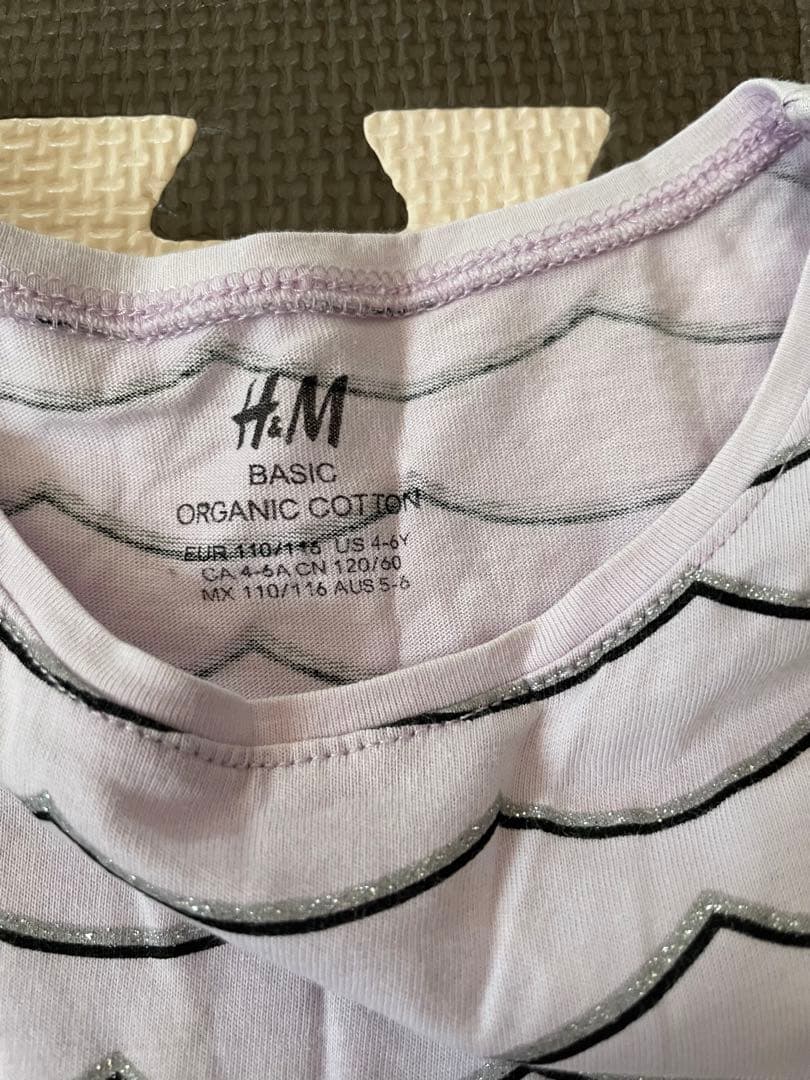 H&M
BASIC
ORGANIC COTTON
EUR 110/116 US 4-6Y
CA 4-6A CN 120/60
MX 110/116 AUS 5-6